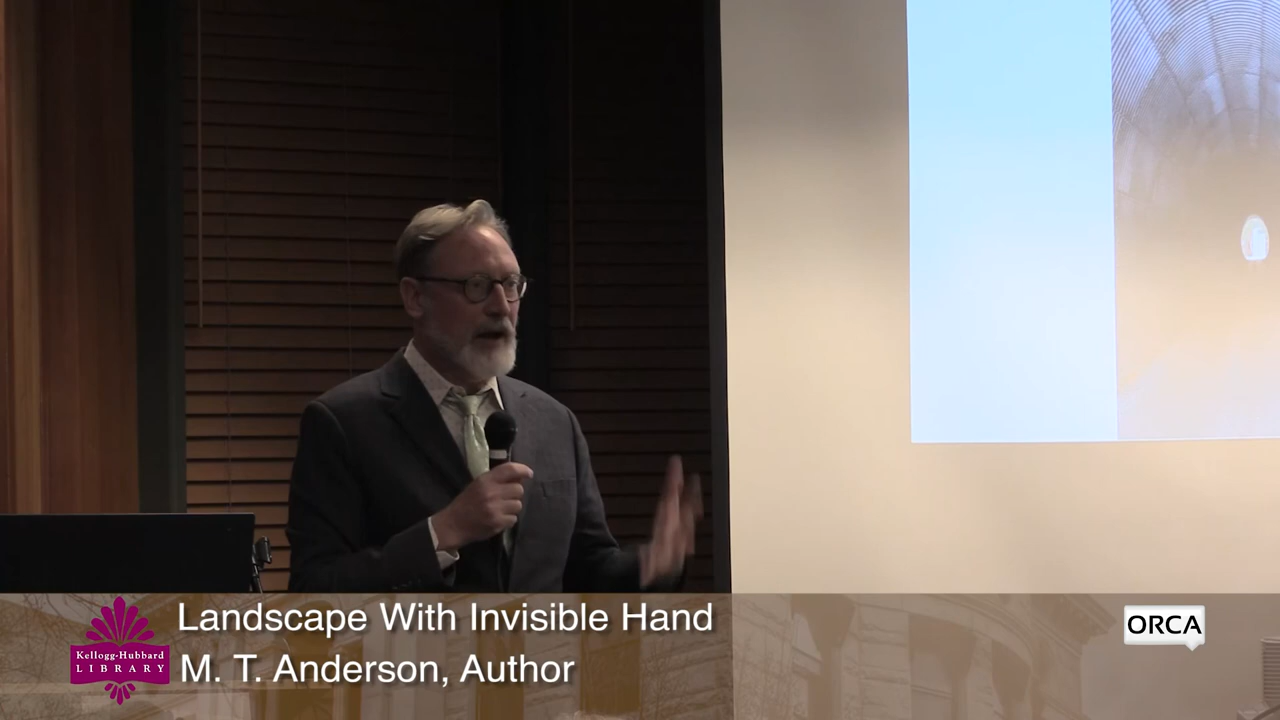 Landscape With Invisible Hand
M. T. Anderson, Author
Kellogg-Hubbard
LIBRARY
ORCA